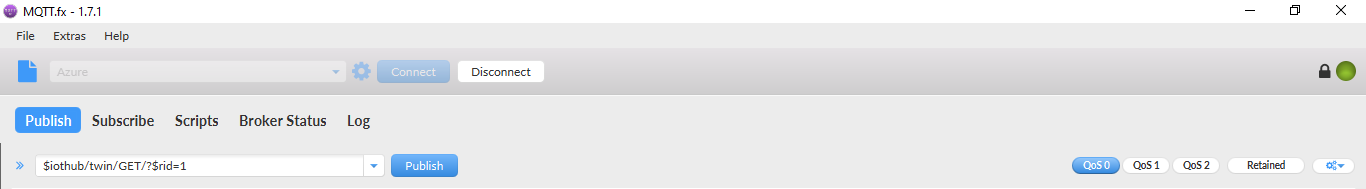 MQTT.fx - 1.7.1
File Extras Help
Azure Connect Disconnect
Publish Subscribe Scripts Broker Status Log
$iothub/twin/GET/?$rid=1 Publish QoS 0 QoS 1 QoS 2 Retained